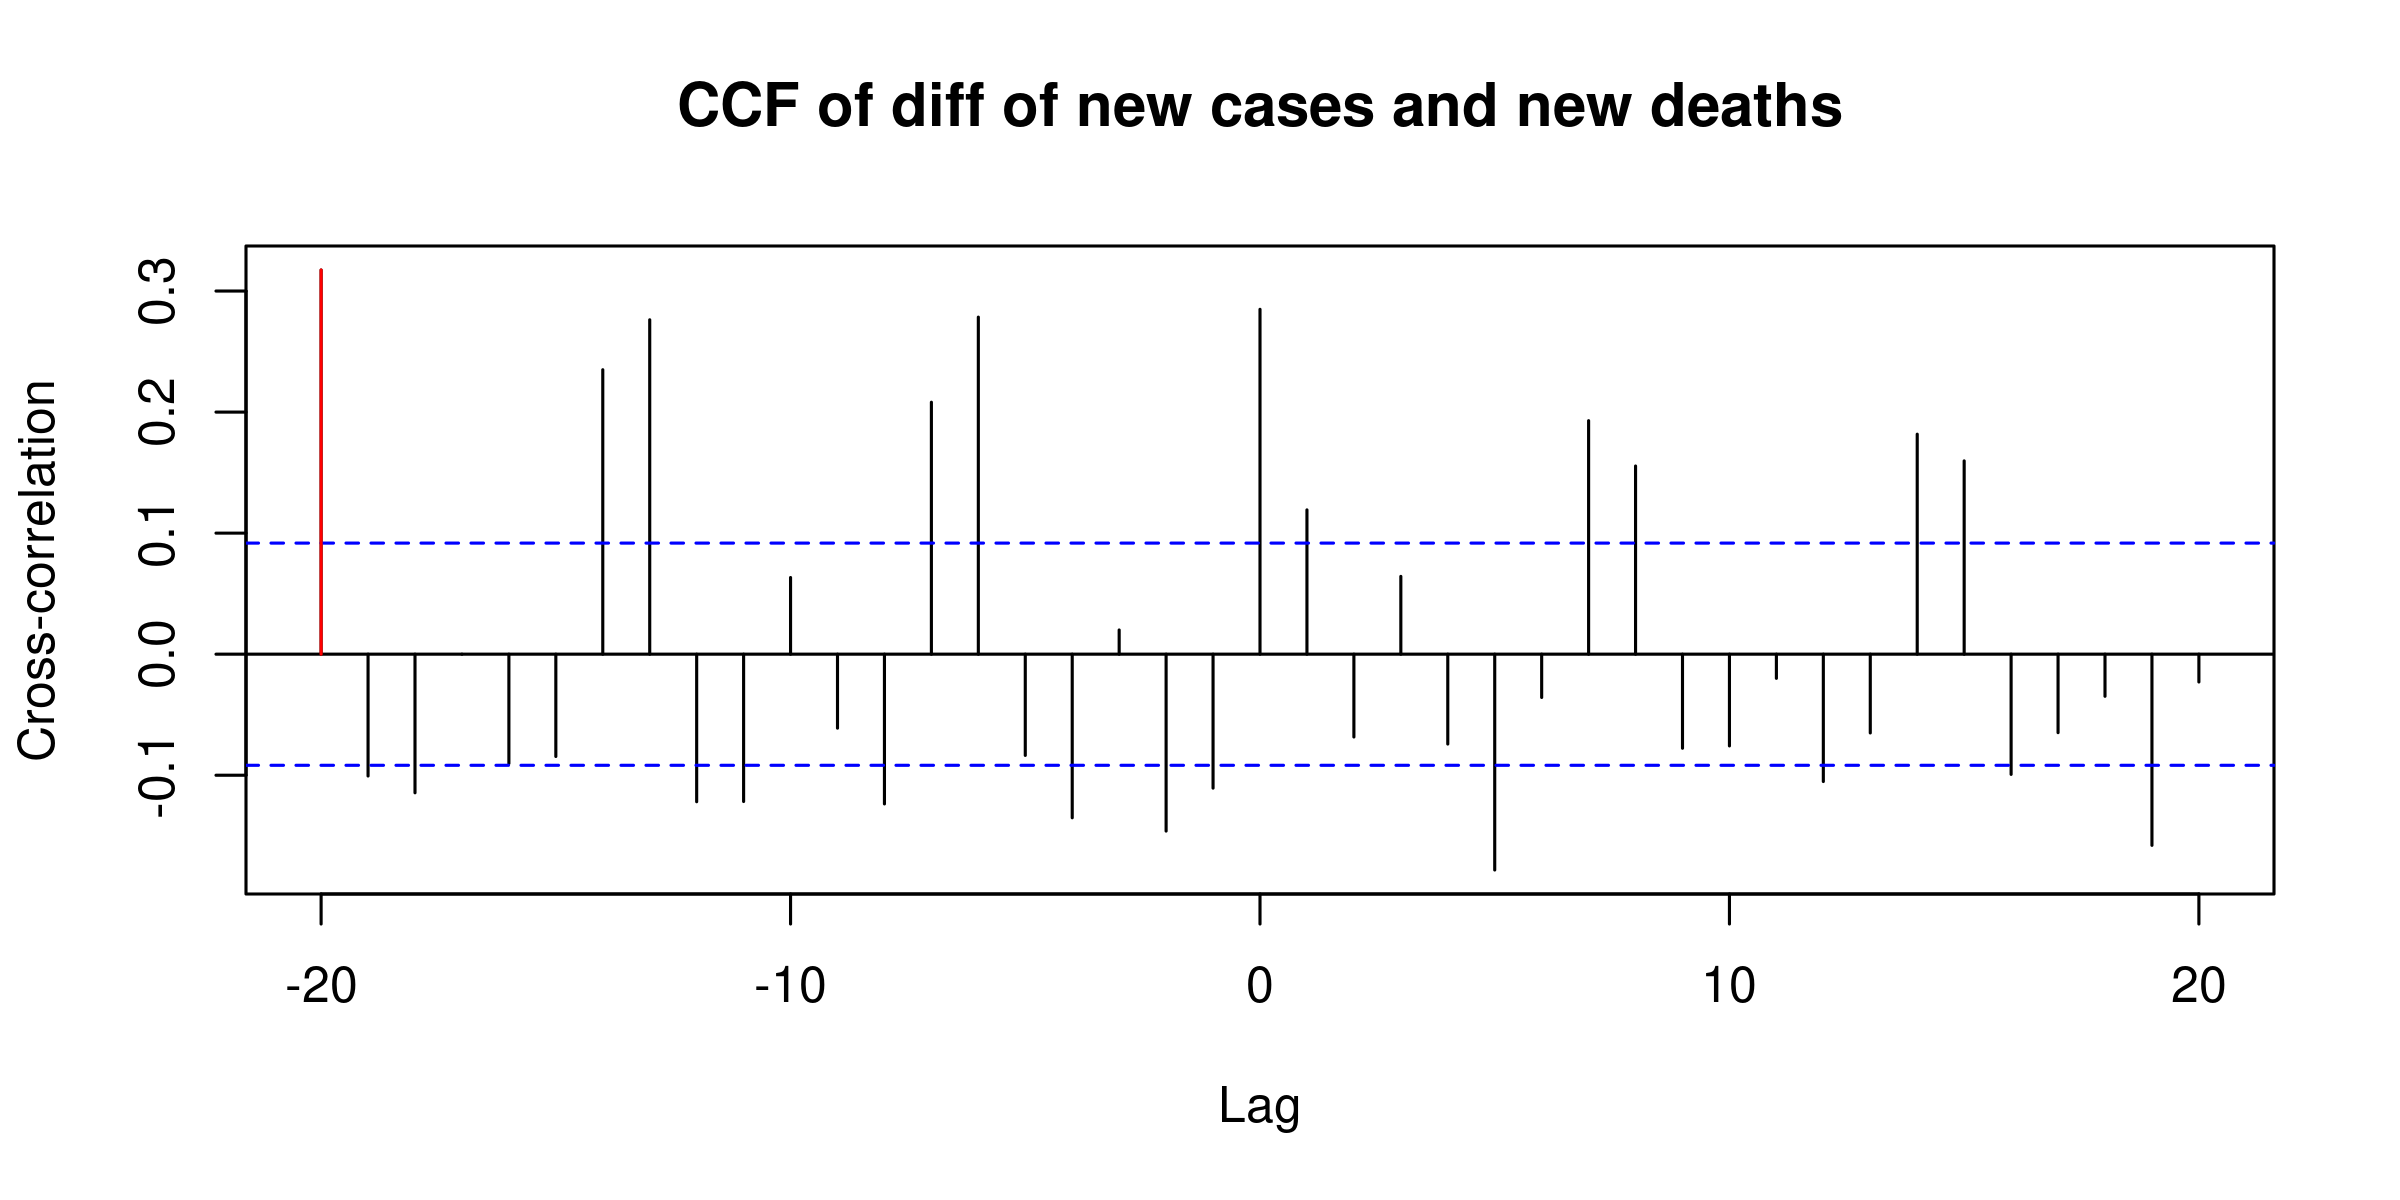 CCF of diff of new cases and new deaths
Cross-correlation
0.3
0.2
0.1
0.0
-0.1
-20 -10 0 10 20
Lag